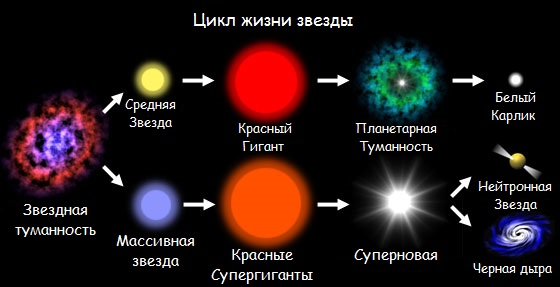 Цикл жизни звезды
Средняя
Звезда
Красный
Гигант
Планетарная
Туманность
Белый
Карлик
Звездная
туманность
Массивная
звезда
Красные
Супергиганты
Суперновая
Нейтронная
Звезда
Черная дыра